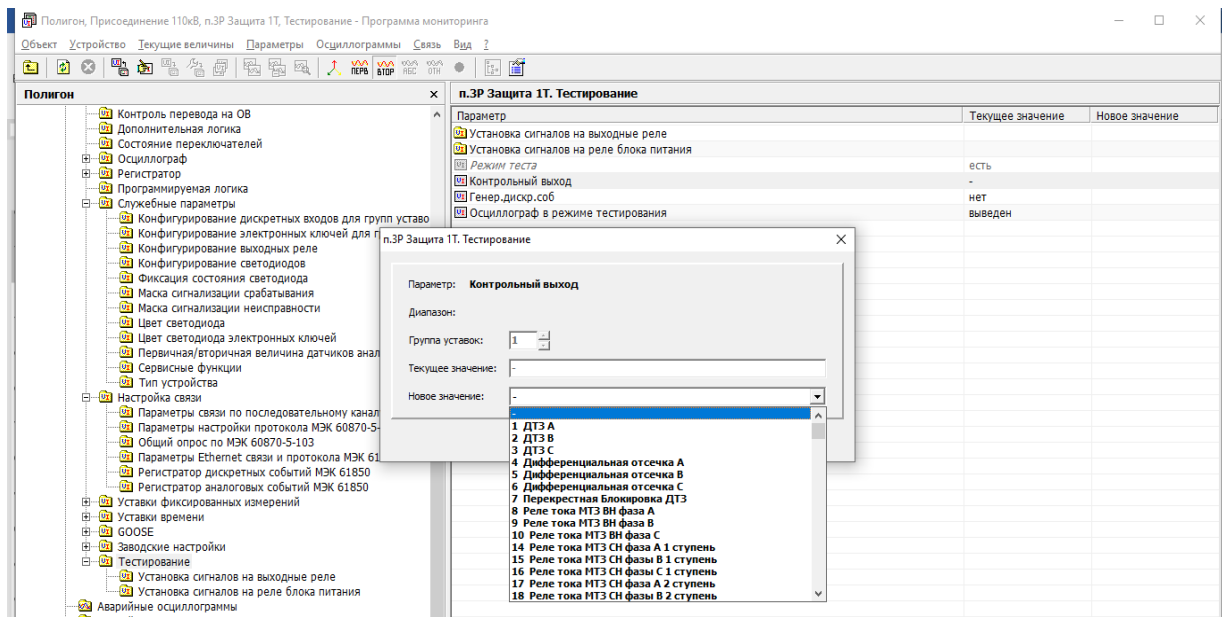 Полигон, Присоединение 110кВ, п.3Р Защита 1Т, Тестирование - Программа мониторинга
Объект Устройство Текущие величины Параметры Осциллограммы Связь Вид ?
ПЕРВ ВТОР АБС ОТН
Полигон x
Контроль перевода на ОВ
Дополнительная логика
Состояние переключателей
Осциллограф
Регистратор
Программируемая логика
Служебные параметры
Конфигурирование дискретных входов для групп уставо
Конфигурирование электронных ключей для г
Конфигурирование выходных реле
Конфигурирование светодиодов
Фиксация состояния светодиода
Маска сигнализации срабатывания
Маска сигнализации неисправности
Цвет светодиода
Цвет светодиода электронных ключей
Первичная/вторичная величина датчиков анал
Сервисные функции
Тип устройства
Настройка связи
Параметры связи по последовательному канал
Параметры настройки протокола МЭК 60870-5-
Общий опрос по МЭК 60870-5-103
Параметры Ethernet связи и протокола МЭК 61
Регистратор дискретных событий МЭК 61850
Регистратор аналоговых событий МЭК 61850
Уставки фиксированных измерений
Уставки времени
GOOSE
Заводские настройки
Тестирование
Установка сигналов на выходные реле
Установка сигналов на реле блока питания
Аварийные осциллограммы
п.3Р Защита 1Т. Тестирование
Параметр Текущее значение Новое значение
Установка сигналов на выходные реле
Установка сигналов на реле блока питания
Режим теста есть
Контрольный выход -
Генер.дискр.соб нет
Осциллограф в режиме тестирования выведен
п.3Р Защита 1Т. Тестирование
Параметр: Контрольный выход
Диапазон:
Группа уставок: 1
Текущее значение: -
Новое значение: -
-
1 ДТЗ А
2 ДТЗ В
3 ДТЗ С
4 Дифференциальная отсечка А
5 Дифференциальная отсечка В
6 Дифференциальная отсечка С
7 Перекрестная Блокировка ДТЗ
8 Реле тока МТЗ ВН фаза А
9 Реле тока МТЗ ВН фаза В
10 Реле тока МТЗ ВН фаза С
14 Реле тока МТЗ СН фаза А 1 ступень
15 Реле тока МТЗ СН фазы В 1 ступень
16 Реле тока МТЗ СН фазы С 1 ступень
17 Реле тока МТЗ СН фаза А 2 ступень
18 Реле тока МТЗ СН фазы В 2 ступень